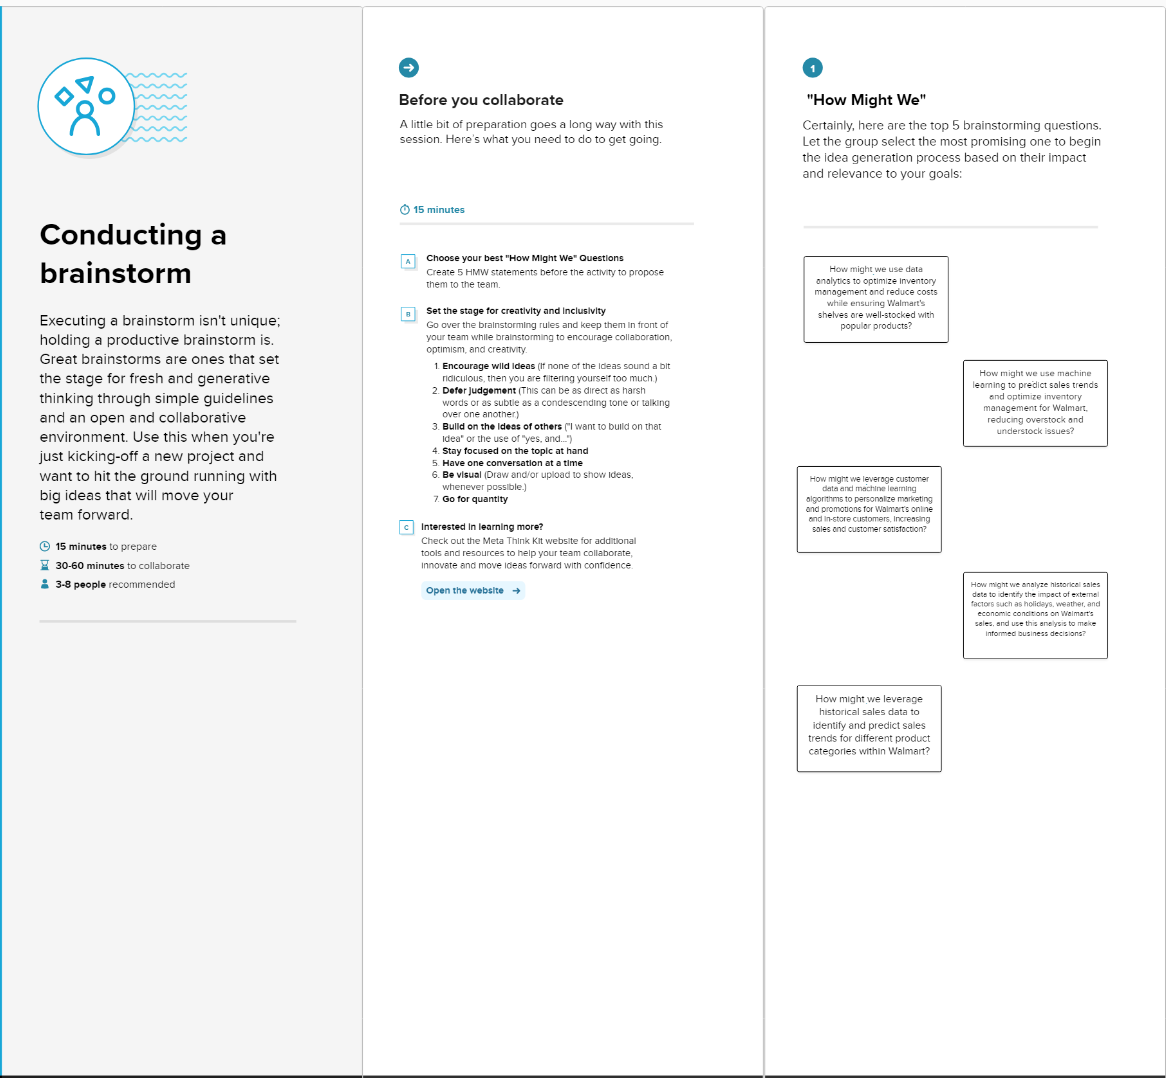 Conducting a
brainstorm
Executing a brainstorm isn't unique;
holding a productive brainstorm is.
Great brainstorms are ones that set
the stage for fresh and generative
thinking through simple guidelines
and an open and collaborative
environment. Use this when you're
just kicking-off a new project and
want to hit the ground running with
big ideas that will move your
team forward.
15 minutes to prepare
30-60 minutes to collaborate
3-8 people recommended
Before you collaborate
A little bit of preparation goes a long way with this
session. Here's what you need to do to get going.
15 minutes
A
Choose your best "How Might We" Questions
Create 5 HMW statements before the activity to propose
them to the team.
B
Set the stage for creativity and inclusivity
Go over the brainstorming rules and keep them in front of
your team while brainstorming to encourage collaboration,
optimism, and creativity.
1. Encourage wild ideas (If none of the ideas sound a bit
ridiculous, then you are filtering yourself too much.)
2. Defer judgement (This can be as direct as harsh
words or as subtle as a condescending tone or talking
over one another.)
3. Build on the ideas of others ("I want to build on that
idea" or the use of "yes, and...")
4. Stay focused on the topic at hand
5. Have one conversation at a time
6. Be visual (Draw and/or upload to show ideas,
whenever possible.)
7. Go for quantity
C
Interested in learning more?
Check out the Meta Think Kit website for additional
tools and resources to help your team collaborate,
innovate and move ideas forward with confidence.
Open the website
1
"How Might We"
Certainly, here are the top 5 brainstorming questions.
Let the group select the most promising one to begin
the idea generation process based on their impact
and relevance to your goals:
How might we use data
analytics to optimize inventory
management and reduce costs
while ensuring Walmart's
shelves are well-stocked with
popular products?
How might we use machine
learning to predict sales trends
and optimize inventory
management for Walmart,
reducing overstock and
understock issues?
How might we leverage customer
data and machine learning
algorithms to personalize marketing
and promotions for Walmart's online
and in-store customers, increasing
sales and customer satisfaction?
How might we analyze historical sales
data to identify the impact of external
factors such as holidays, weather, and
economic conditions on Walmart's
sales, and use this analysis to make
informed business decisions?
How might we leverage
historical sales data to
identify and predict sales
trends for different product
categories within Walmart?